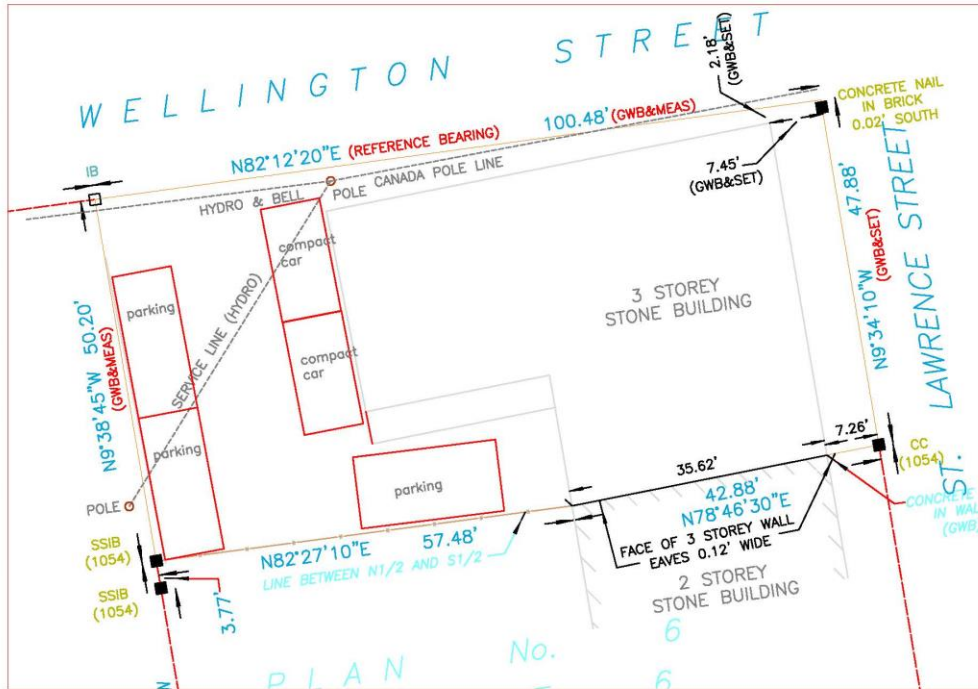 WELLINGTON STREET
2.18'
(GWB&SET)
CONCRETE NAIL
IN BRICK
0.02' SOUTH
100.48' (GWB&MEAS)
N82°12'20"E (REFERENCE BEARING)
IB
7.45'
(GWB&SET)
HYDRO & BELL POLE CANADA POLE LINE
47.88'
N9°34'10"W
(GWB&SET)
ST. LAWRENCE STREET
compact
car
parking
3 STOREY
STONE BUILDING
SERVICE LINE (HYDRO)
N9°38'45"W 50.20'
(GWB&MEAS)
compact
car
parking
7.26'
CC
(1054)
35.62'
parking
42.88'
N78°46'30"E
CONCRETE
IN WAL
(GWB
POLE
FACE OF 3 STOREY WALL
EAVES 0.12' WIDE
SSIB
(1054)
N82°27'10"E 57.48'
LINE BETWEEN N1/2 AND S1/2
2 STOREY
STONE BUILDING
SSIB
(1054)
3.77'
PLAN No. 6
6
N